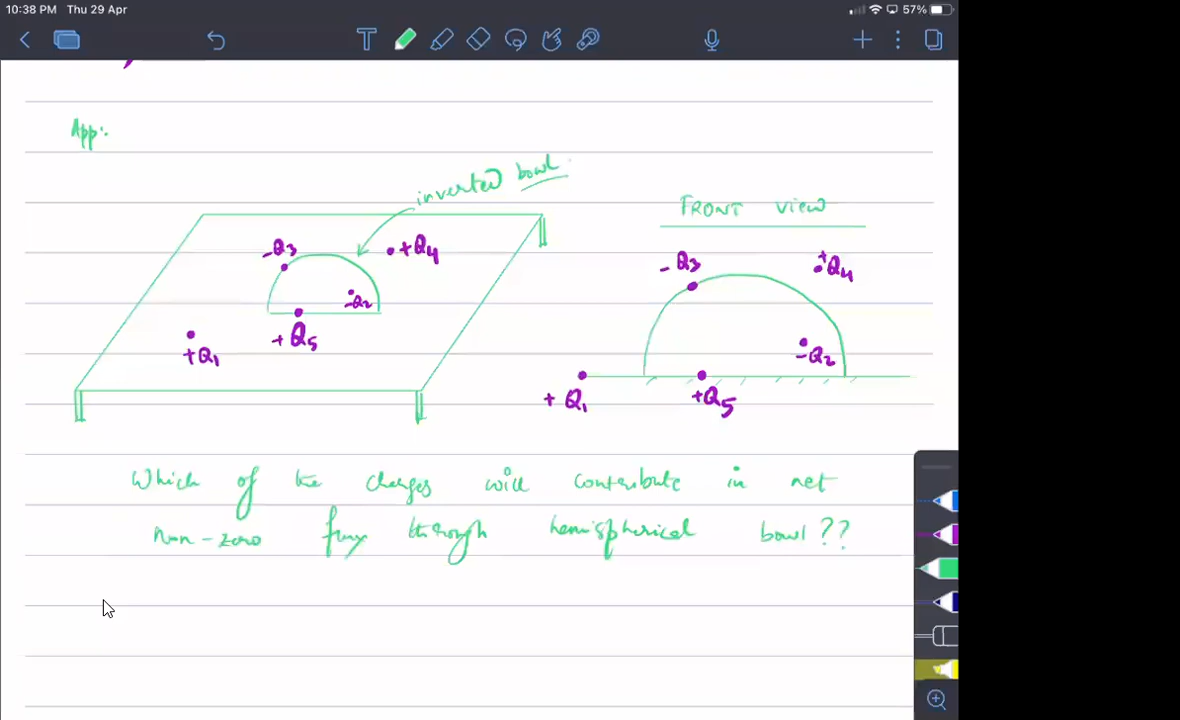 10:38 PM Thu 29 Apr
57%
App:
inverted bowl
-Q3
+Q4
-Q2
+Q5
+Q1
FRONT view
-Q3
+Q4
-Q2
+Q1
+Q5
Which of the charges will contribute in net
non-zero flux through hemispherical bowl??